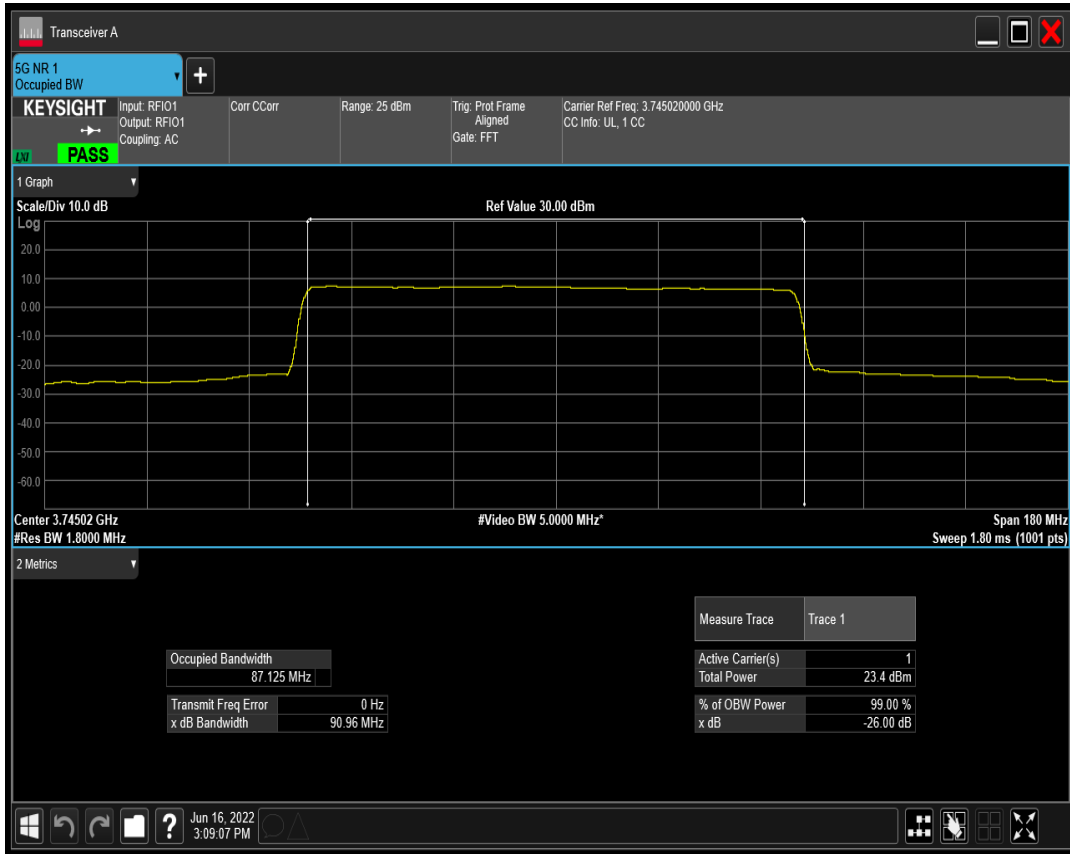 Transceiver A
5G NR 1
Occupied BW
+
KEYSIGHT
LXI
PASS
Input: RFIO1
Output: RFIO1
Coupling: AC
Corr CCorr
Range: 25 dBm
Trig: Prot Frame
Aligned
Gate: FFT
Carrier Ref Freq: 3.745020000 GHz
CC Info: UL, 1 CC
1 Graph
Scale/Div 10.0 dB
Ref Value 30.00 dBm
Log
20.0
10.0
0.00
-10.0
-20.0
-30.0
-40.0
-50.0
-60.0
Center 3.74502 GHz
#Video BW 5.0000 MHz*
Span 180 MHz
#Res BW 1.8000 MHz
Sweep 1.80 ms (1001 pts)
2 Metrics
Measure Trace Trace 1
Occupied Bandwidth
87.125 MHz
Active Carrier(s) 1
Total Power 23.4 dBm
Transmit Freq Error 0 Hz
x dB Bandwidth 90.96 MHz
% of OBW Power 99.00 %
x dB -26.00 dB
?
Jun 16, 2022
3:09:07 PM